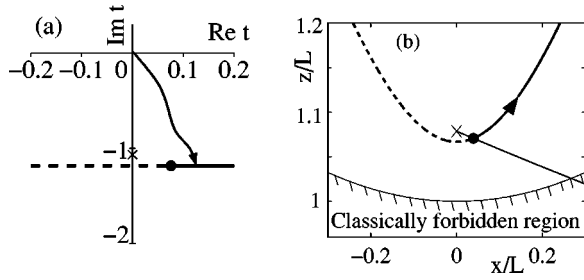 (a)
Im t
Re t
−0.2 −0.1 0 0.1 0.2
−1
−2
(b)
z/L
1.2
1.1
1
Classically forbidden region
−0.2 0 0.2
x/L